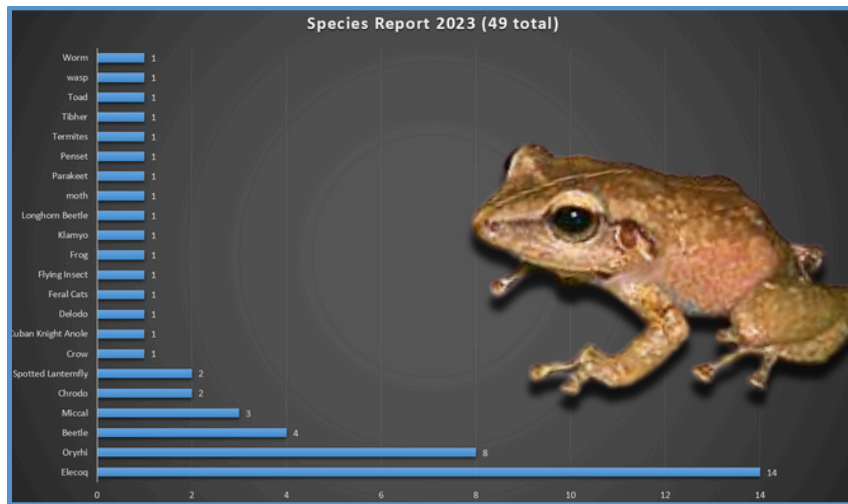 Species Report 2023 (49 total)
Worm 1
wasp 1
Toad 1
Tibher 1
Termites 1
Penset 1
Parakeet 1
moth 1
Longhorn Beetle 1
Klamyo 1
Frog 1
Flying Insect 1
Feral Cats 1
Delodo 1
Cuban Knight Anole 1
Crow 1
Spotted Lanternfly 2
Chrodo 2
Miccal 3
Beetle 4
Oryrhi 8
Elecoq 14
0 2 4 6 8 10 12 14